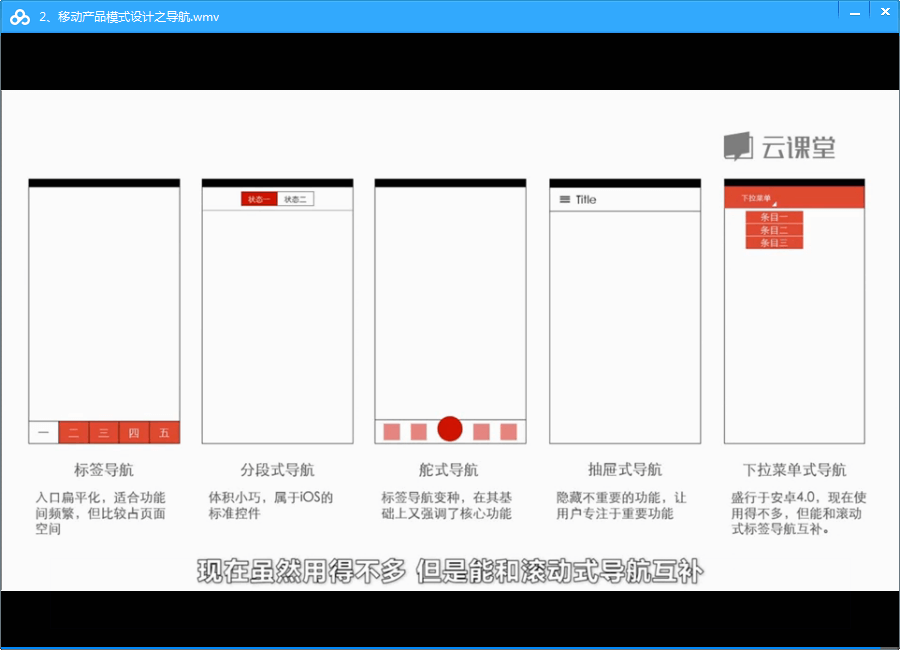 2、移动产品模式设计之导航.wmv
云课堂
状态一 状态二
Title
下拉菜单
条目一
条目二
条目三
一 二 三 四 五
标签导航
入口扁平化，适合功能
间频繁，但比较占页面
空间
分段式导航
体积小巧，属于iOS的
标准控件
舵式导航
标签导航变种，在其基
础上又强调了核心功能
抽屉式导航
隐藏不重要的功能，让
用户专注于重要功能
下拉菜单式导航
盛行于安卓4.0，现在使
用得不多，但能和滚动
式标签导航互补。
现在虽然用得不多 但是能和滚动式导航互补